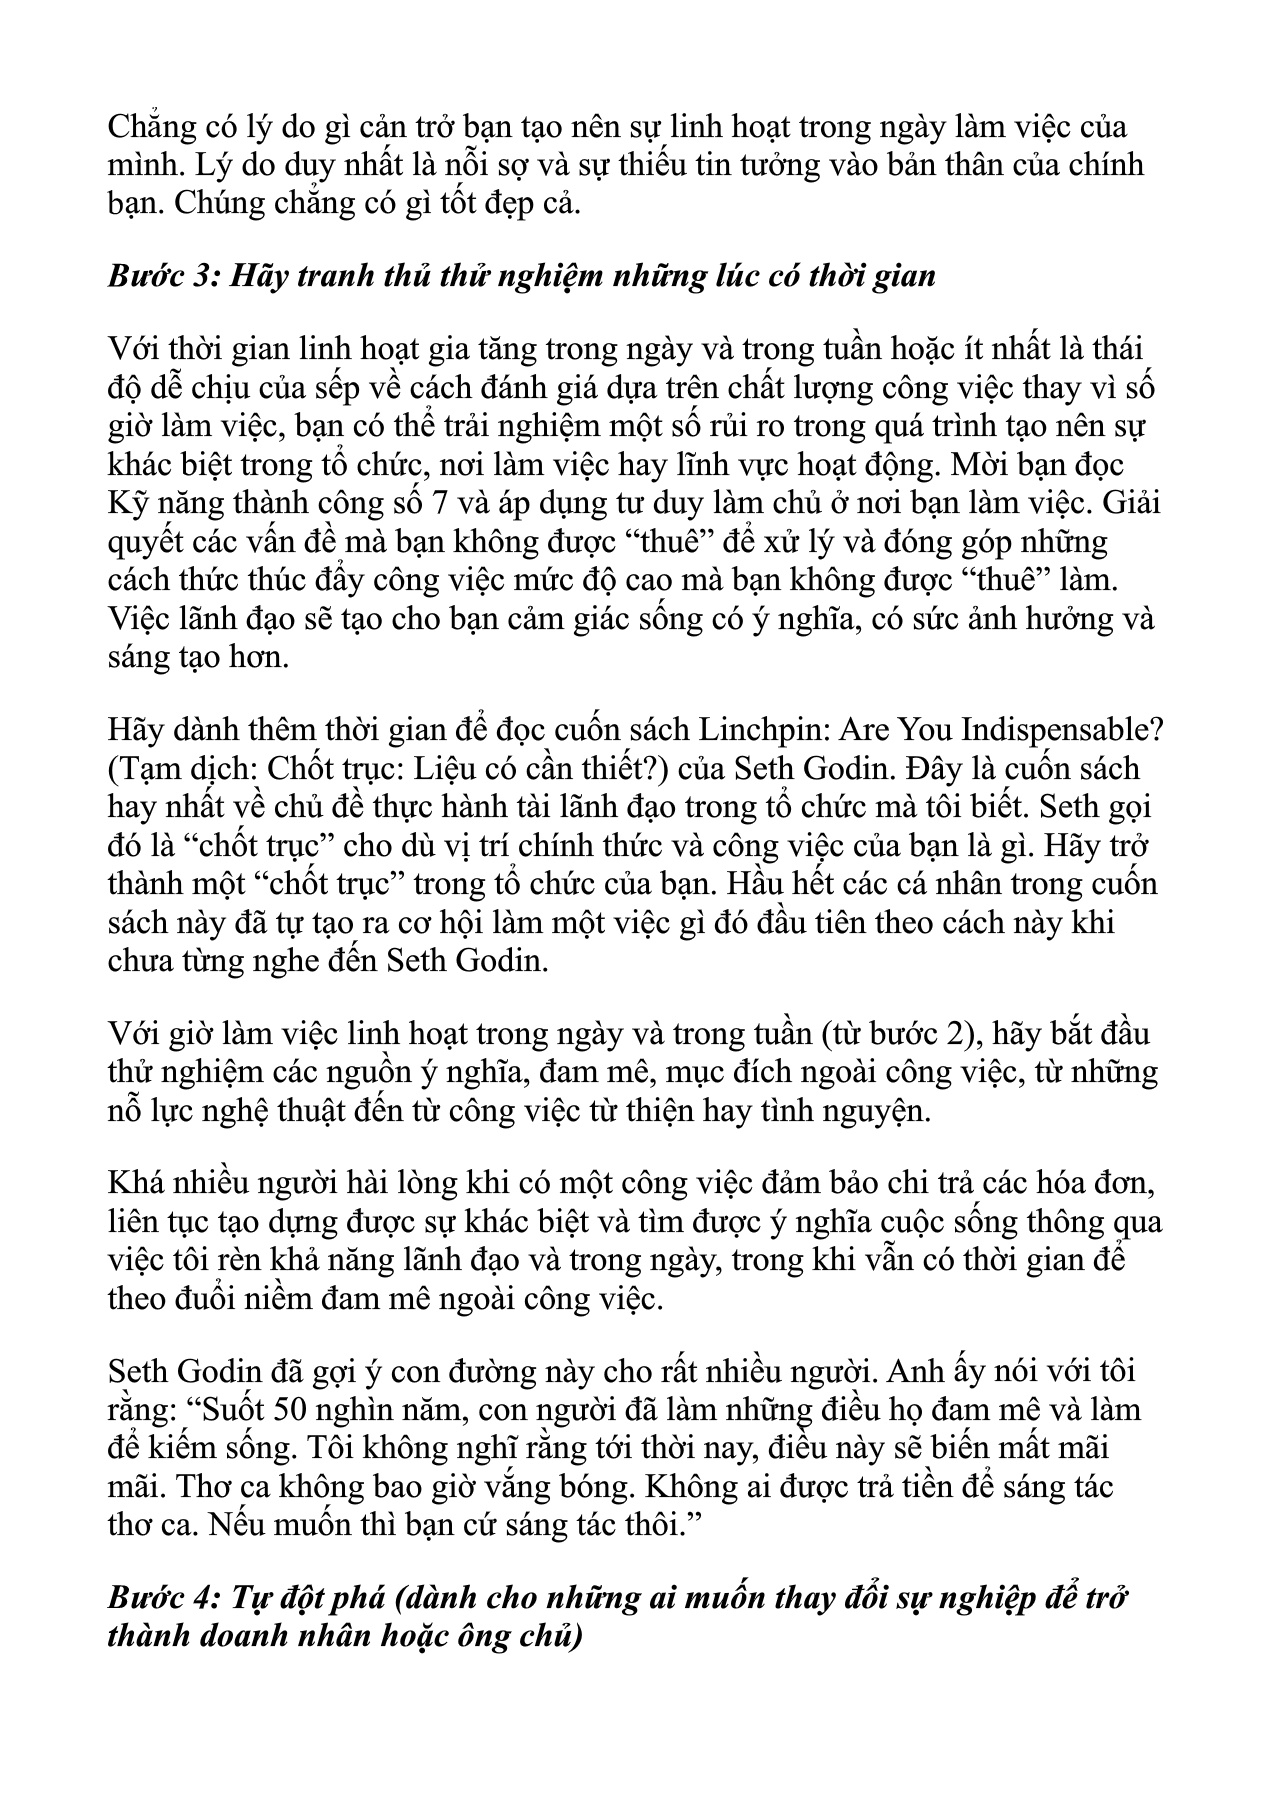 Chẳng có lý do gì cản trở bạn tạo nên sự linh hoạt trong ngày làm việc của
mình. Lý do duy nhất là nỗi sợ và sự thiếu tin tưởng vào bản thân của chính
bạn. Chúng chẳng có gì tốt đẹp cả.
Bước 3: Hãy tranh thủ thử nghiệm những lúc có thời gian
Với thời gian linh hoạt gia tăng trong ngày và trong tuần hoặc ít nhất là thái
độ dễ chịu của sếp về cách đánh giá dựa trên chất lượng công việc thay vì số
giờ làm việc, bạn có thể trải nghiệm một số rủi ro trong quá trình tạo nên sự
khác biệt trong tổ chức, nơi làm việc hay lĩnh vực hoạt động. Mời bạn đọc
Kỹ năng thành công số 7 và áp dụng tư duy làm chủ ở nơi bạn làm việc. Giải
quyết các vấn đề mà bạn không được “thuê” để xử lý và đóng góp những
cách thức thúc đẩy công việc mức độ cao mà bạn không được “thuê” làm.
Việc lãnh đạo sẽ tạo cho bạn cảm giác sống có ý nghĩa, có sức ảnh hưởng và
sáng tạo hơn.
Hãy dành thêm thời gian để đọc cuốn sách Linchpin: Are You Indispensable?
(Tạm dịch: Chốt trục: Liệu có cần thiết?) của Seth Godin. Đây là cuốn sách
hay nhất về chủ đề thực hành tài lãnh đạo trong tổ chức mà tôi biết. Seth gọi
đó là “chốt trục” cho dù vị trí chính thức và công việc của bạn là gì. Hãy trở
thành một “chốt trục” trong tổ chức của bạn. Hầu hết các cá nhân trong cuốn
sách này đã tự tạo ra cơ hội làm một việc gì đó đầu tiên theo cách này khi
chưa từng nghe đến Seth Godin.
Với giờ làm việc linh hoạt trong ngày và trong tuần (từ bước 2), hãy bắt đầu
thử nghiệm các nguồn ý nghĩa, đam mê, mục đích ngoài công việc, từ những
nỗ lực nghệ thuật đến từ công việc từ thiện hay tình nguyện.
Khá nhiều người hài lòng khi có một công việc đảm bảo chi trả các hóa đơn,
liên tục tạo dựng được sự khác biệt và tìm được ý nghĩa cuộc sống thông qua
việc tôi rèn khả năng lãnh đạo và trong ngày, trong khi vẫn có thời gian để
theo đuổi niềm đam mê ngoài công việc.
Seth Godin đã gợi ý con đường này cho rất nhiều người. Anh ấy nói với tôi
rằng: “Suốt 50 nghìn năm, con người đã làm những điều họ đam mê và làm
để kiếm sống. Tôi không nghĩ rằng tới thời nay, điều này sẽ biến mất mãi
mãi. Thơ ca không bao giờ vắng bóng. Không ai được trả tiền để sáng tác
thơ ca. Nếu muốn thì bạn cứ sáng tác thôi.”
Bước 4: Tự đột phá (dành cho những ai muốn thay đổi sự nghiệp để trở
thành doanh nhân hoặc ông chủ)